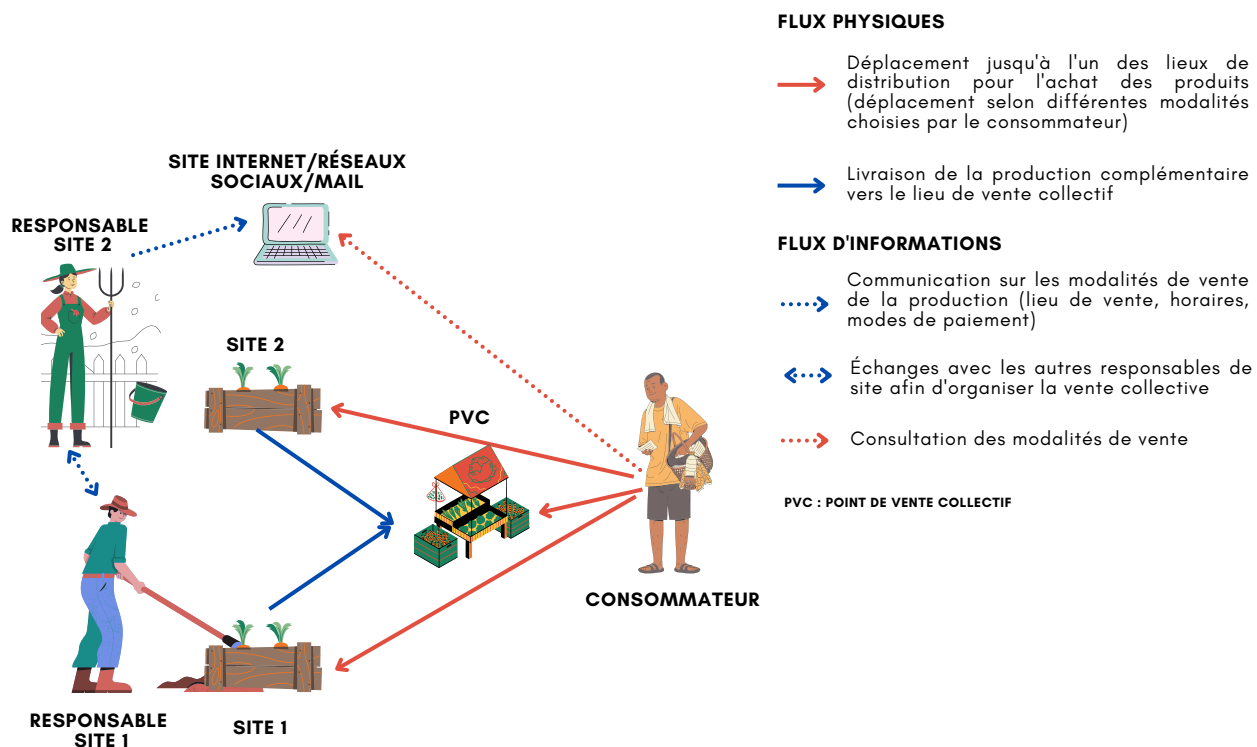 SITE INTERNET/RÉSEAUX
SOCIAUX/MAIL
RESPONSABLE
SITE 2
SITE 2
PVC
CONSOMMATEUR
RESPONSABLE
SITE 1
SITE 1
FLUX PHYSIQUES
Déplacement jusqu'à l'un des lieux de
distribution pour l'achat des produits
(déplacement selon différentes modalités
choisies par le consommateur)
Livraison de la production complémentaire
vers le lieu de vente collectif
FLUX D'INFORMATIONS
Communication sur les modalités de vente
de la production (lieu de vente, horaires,
modes de paiement)
Échanges avec les autres responsables de
site afin d'organiser la vente collective
Consultation des modalités de vente
PVC : POINT DE VENTE COLLECTIF